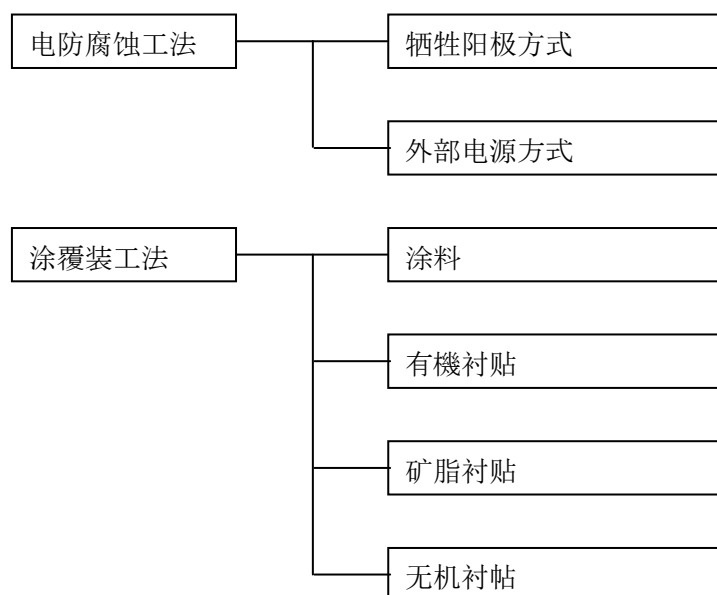 电防腐蚀工法
牺牲阳极方式
外部电源方式
涂覆装工法
涂料
有機衬贴
矿脂衬贴
无机衬帖